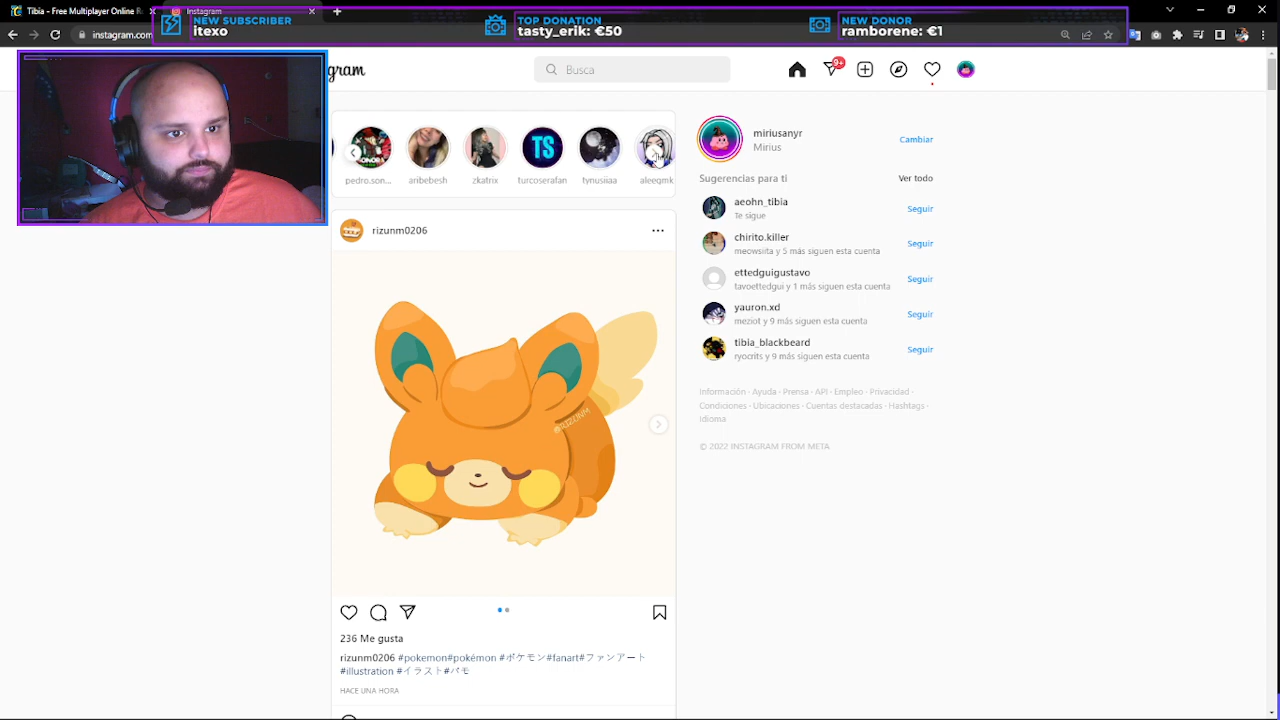 Tibia - Free Multiplayer Online R
Instagram
NEW SUBSCRIBER
itexo
TOP DONATION
tasty_erik: €50
NEW DONOR
ramborene: €1
instagram.com
gram
Busca
9+
pedro.son...
aribebesh
zkatrix
TS
turcoserafan
tynusiiaa
aleeqmk
miriusanyr
Mirius
Cambiar
Sugerencias para ti
Ver todo
aeohn_tibia
Te sigue
Seguir
chirito.killer
meowsiita y 5 más siguen esta cuenta
Seguir
ettedguigustavo
tavoettedgui y 1 más siguen esta cuenta
Seguir
yauron.xd
meziot y 9 más siguen esta cuenta
Seguir
tibia_blackbeard
ryocrits y 9 más siguen esta cuenta
Seguir
Información · Ayuda · Prensa · API · Empleo · Privacidad ·
Condiciones · Ubicaciones · Cuentas destacadas · Hashtags ·
Idioma
© 2022 INSTAGRAM FROM META
rizunm0206
@RIZUNM
236 Me gusta
rizunm0206 #pokemon#pokémon #ポケモン#fanart#ファンアート
#illustration #イラスト#パモ
HACE UNA HORA